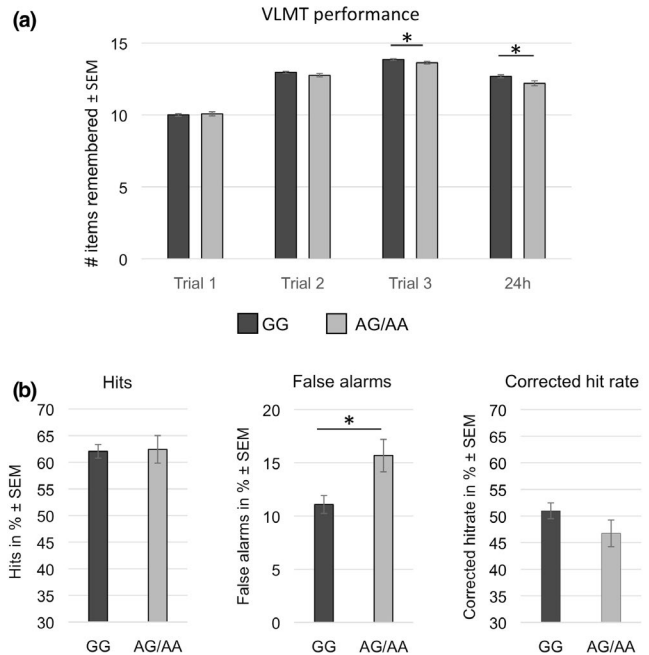 (a)
VLMT performance
# items remembered ± SEM
15
10
5
0
*
*
Trial 1
Trial 2
Trial 3
24h
GG
AG/AA
(b)
Hits
Hits in % ± SEM
70
65
60
55
50
45
40
35
30
GG
AG/AA
False alarms
False alarms in % ± SEM
20
15
10
5
0
*
GG
AG/AA
Corrected hit rate
Corrected hitrate in % ± SEM
70
65
60
55
50
45
40
35
30
GG
AG/AA